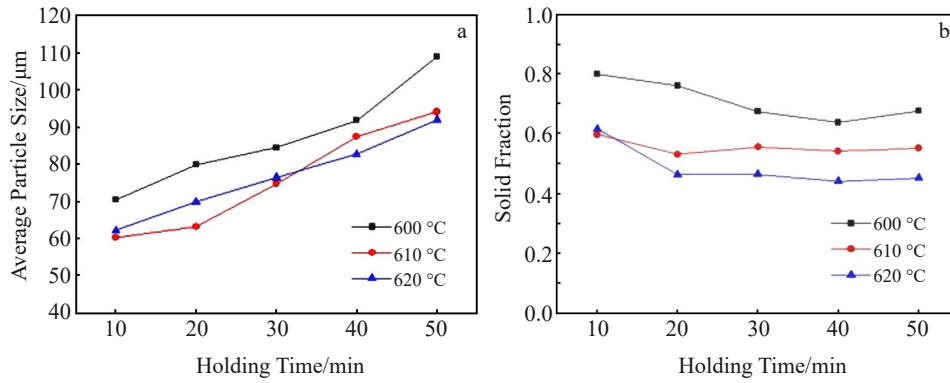 a
120
110
100
90
80
70
60
50
40
Average Particle Size/μm
600 °C
610 °C
620 °C
10 20 30 40 50
Holding Time/min
b
1.0
0.8
0.6
0.4
0.2
0.0
Solid Fraction
600 °C
610 °C
620 °C
10 20 30 40 50
Holding Time/min